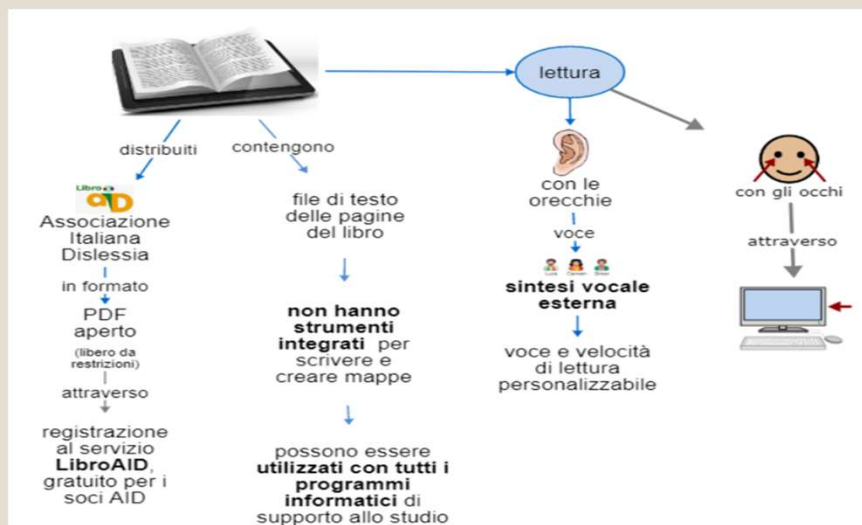 lettura
distribuiti
contengono
Libro
AID
Associazione
Italiana
Dislessia
in formato
PDF
aperto
(libero da
restrizioni)
attraverso
registrazione
al servizio
LibroAID,
gratuito per i
soci AID
file di testo
delle pagine
del libro
non hanno
strumenti
integrati per
scrivere e
creare mappe
possono essere
utilizzati con tutti i
programmi
informatici di
supporto allo studio
con le
orecchie
voce
sintesi vocale
esterna
voce e velocità
di lettura
personalizzabile
con gli occhi
attraverso